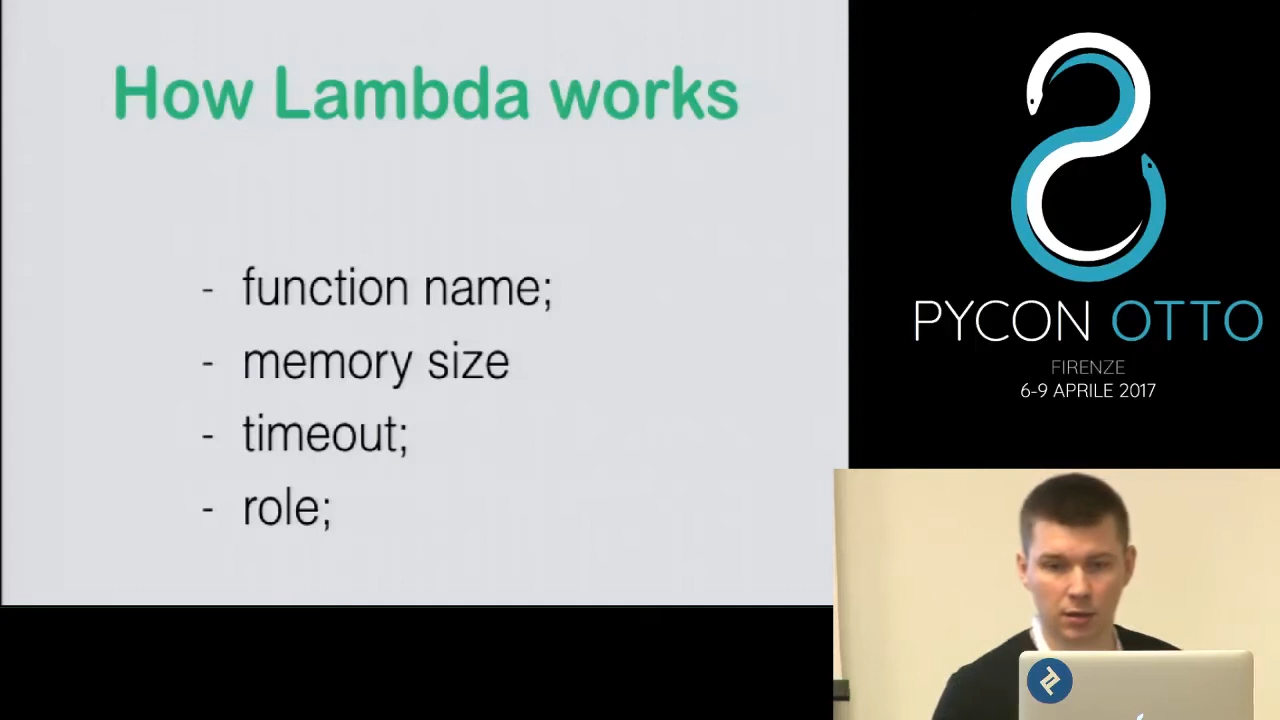 How Lambda works
- function name;
- memory size
- timeout;
- role;
PYCON OTTO
FIRENZE
6-9 APRILE 2017